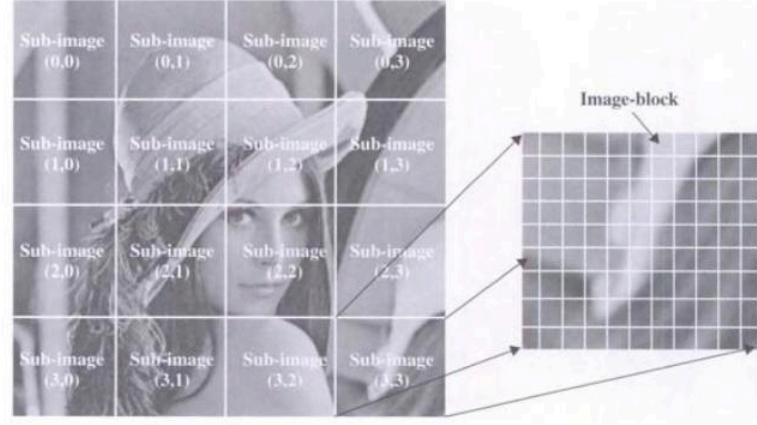 Sub-image Sub-image Sub-image Sub-image
(0,0) (0,1) (0,2) (0,3)
Image-block
Sub-image Sub-image Sub-image Sub-image
(1,0) (1,1) (1,2) (1,3)
Sub-image Sub-image Sub-image Sub-image
(2,0) (2,1) (2,2) (2,3)
Sub-image Sub-image Sub-image Sub-image
(3,0) (3,1) (3,2) (3,3)